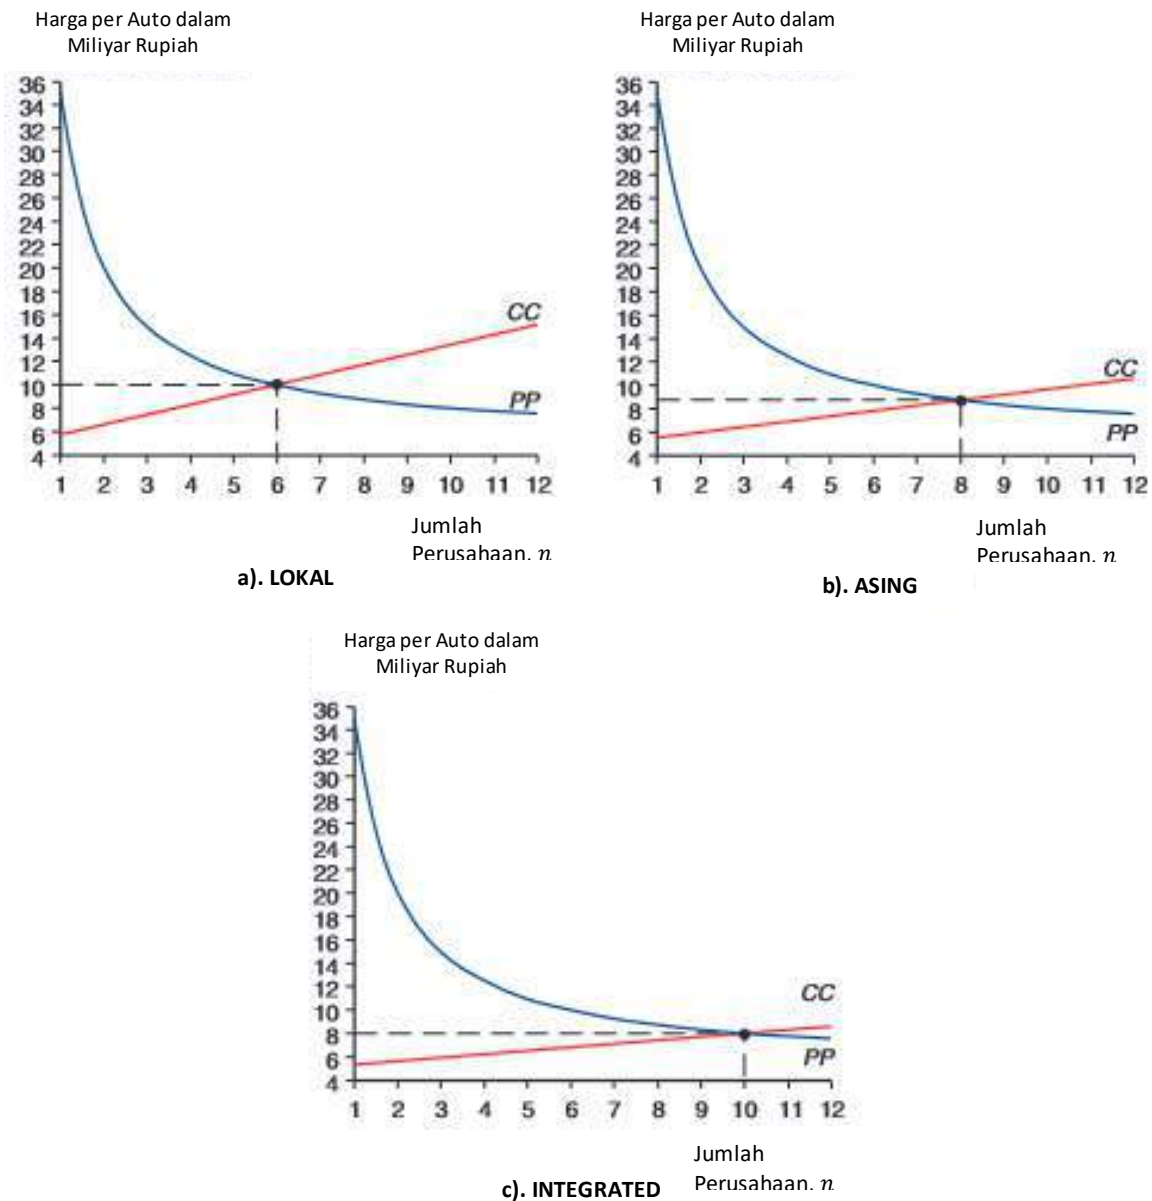 Harga per Auto dalam
Miliyar Rupiah
36
34
32
30
28
26
24
22
20
18
16
14
12
10
8
6
4
CC
PP
1 2 3 4 5 6 7 8 9 10 11 12
Jumlah
Perusahaan, n
a). LOKAL
Harga per Auto dalam
Miliyar Rupiah
36
34
32
30
28
26
24
22
20
18
16
14
12
10
8
6
4
CC
PP
1 2 3 4 5 6 7 8 9 10 11 12
Jumlah
Perusahaan, n
b). ASING
Harga per Auto dalam
Miliyar Rupiah
36
34
32
30
28
26
24
22
20
18
16
14
12
10
8
6
4
CC
PP
1 2 3 4 5 6 7 8 9 10 11 12
Jumlah
Perusahaan, n
c). INTEGRATED